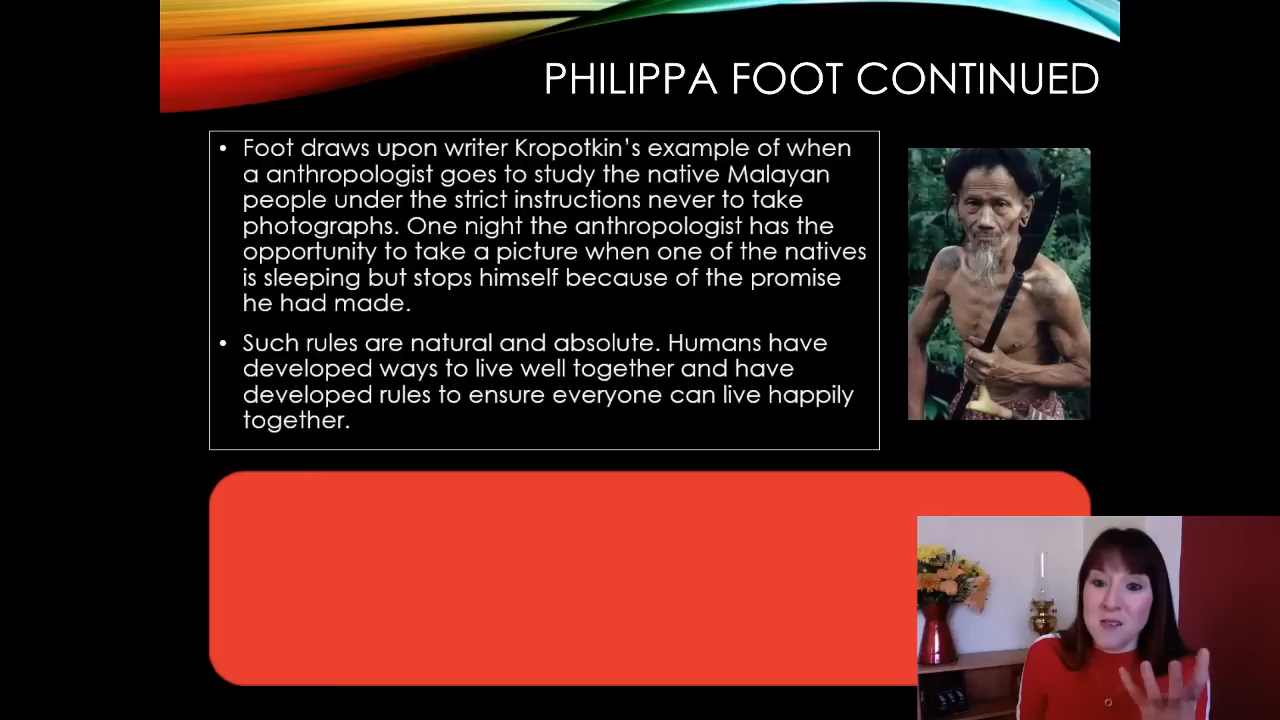 PHILIPPA FOOT CONTINUED
• Foot draws upon writer Kropotkin's example of when
a anthropologist goes to study the native Malayan
people under the strict instructions never to take
photographs. One night the anthropologist has the
opportunity to take a picture when one of the natives
is sleeping but stops himself because of the promise
he had made.
• Such rules are natural and absolute. Humans have
developed ways to live well together and have
developed rules to ensure everyone can live happily
together.